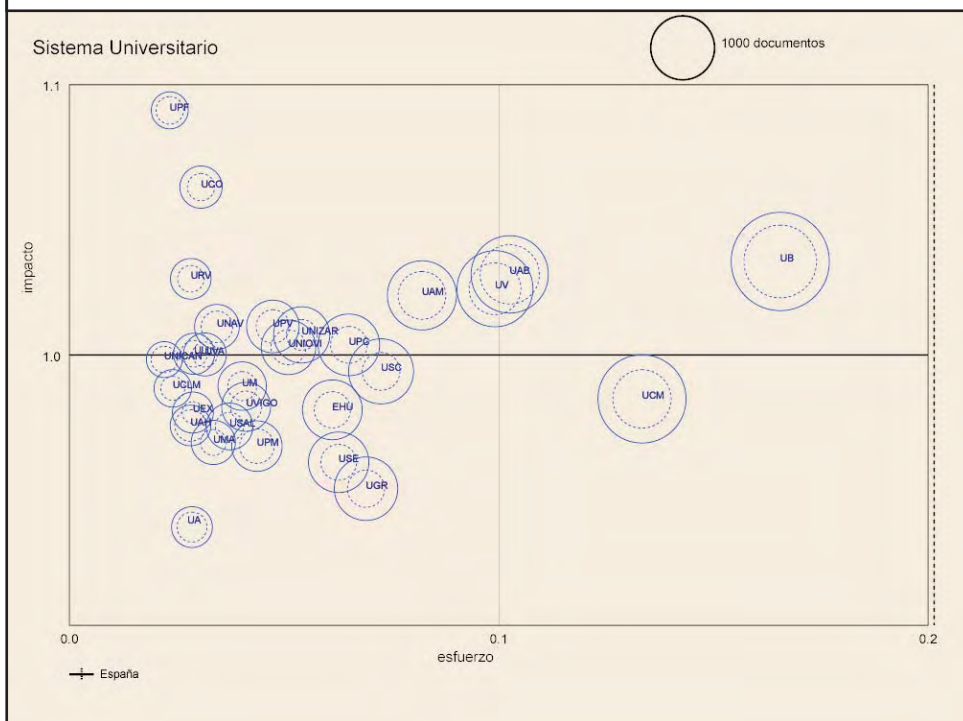 1000 documentos
Sistema Universitario
1.1
UPF
UCO
UB
URV
UAB
UV
UAM
impacto
UNAV
UPV
UNIZAR
UNIOVI
UPC
1.0
UVA
UNICAN
USC
UCLM
UM
UCM
UVIGO
EHU
UEX
UAH
USAL
UMA
UPM
USE
UGR
UA
0.0
0.1
0.2
esfuerzo
España